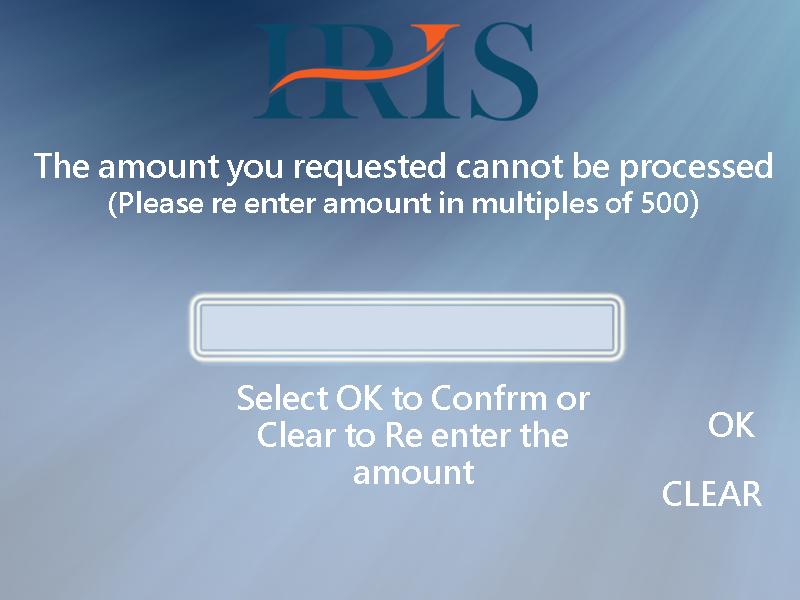 IRIS
The amount you requested cannot be processed
(Please re enter amount in multiples of 500)
Select OK to Confrm or
Clear to Re enter the
amount
OK
CLEAR